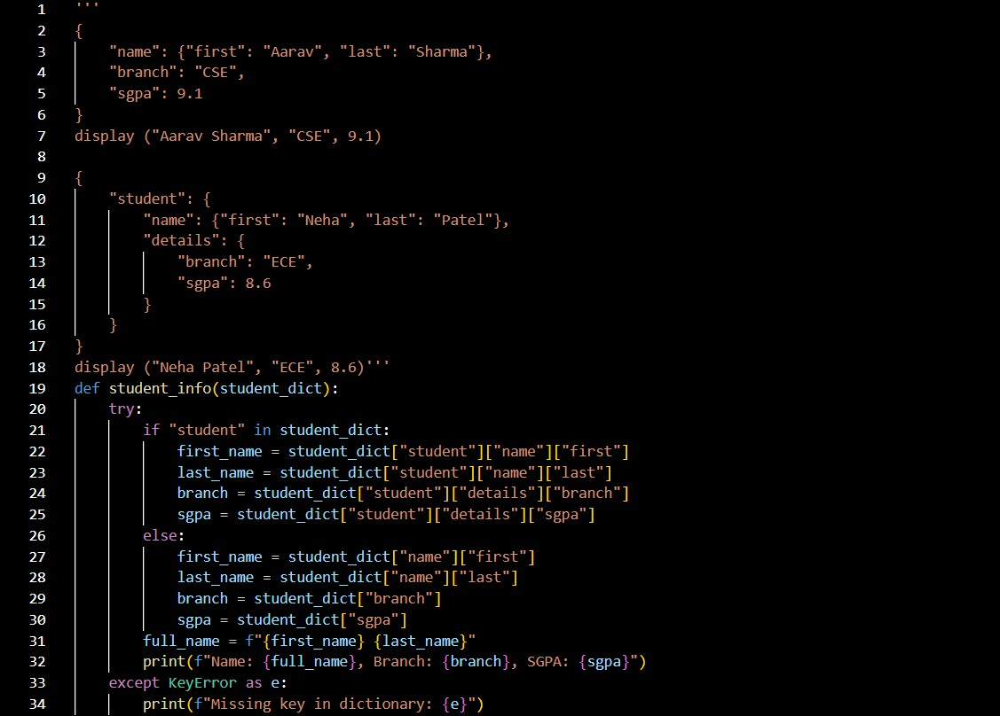 1 '''
2 {
3     "name": {"first": "Aarav", "last": "Sharma"},
4     "branch": "CSE",
5     "sgpa": 9.1
6 }
7 display ("Aarav Sharma", "CSE", 9.1)
8
9 {
10     "student": {
11         "name": {"first": "Neha", "last": "Patel"},
12         "details": {
13             "branch": "ECE",
14             "sgpa": 8.6
15         }
16     }
17 }
18 display ("Neha Patel", "ECE", 8.6)'''
19 def student_info(student_dict):
20     try:
21         if "student" in student_dict:
22             first_name = student_dict["student"]["name"]["first"]
23             last_name = student_dict["student"]["name"]["last"]
24             branch = student_dict["student"]["details"]["branch"]
25             sgpa = student_dict["student"]["details"]["sgpa"]
26         else:
27             first_name = student_dict["name"]["first"]
28             last_name = student_dict["name"]["last"]
29             branch = student_dict["branch"]
30             sgpa = student_dict["sgpa"]
31         full_name = f"{first_name} {last_name}"
32         print(f"Name: {full_name}, Branch: {branch}, SGPA: {sgpa}")
33     except KeyError as e:
34         print(f"Missing key in dictionary: {e}")